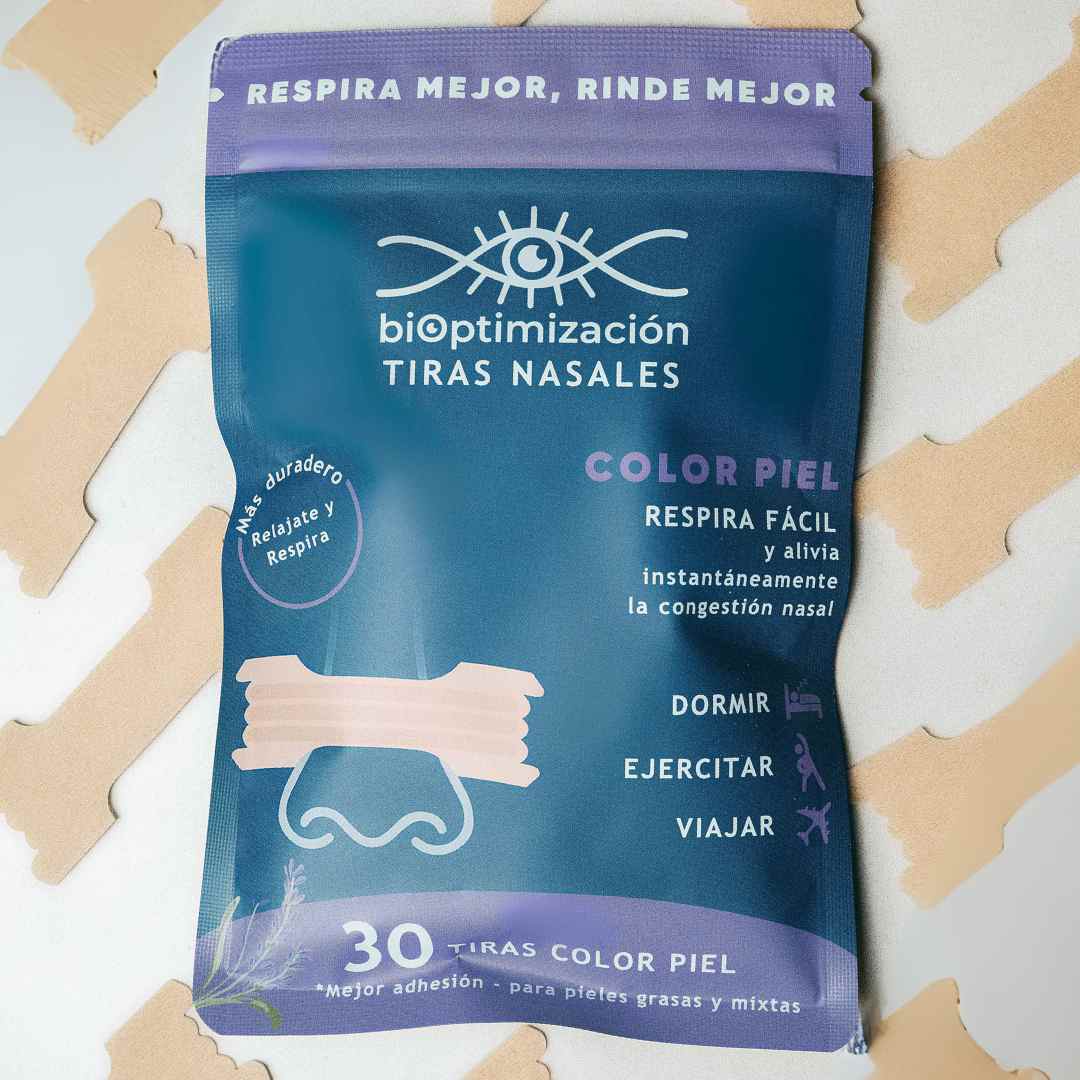 RESPIRA MEJOR, RINDE MEJOR
biOptimización
TIRAS NASALES
Más duradero
Relajate y
Respira
COLOR PIEL
RESPIRA FÁCIL
y alivia
instantáneamente
la congestión nasal
DORMIR
EJERCITAR
VIAJAR
30 TIRAS COLOR PIEL
*Mejor adhesión - para pieles grasas y mixtas